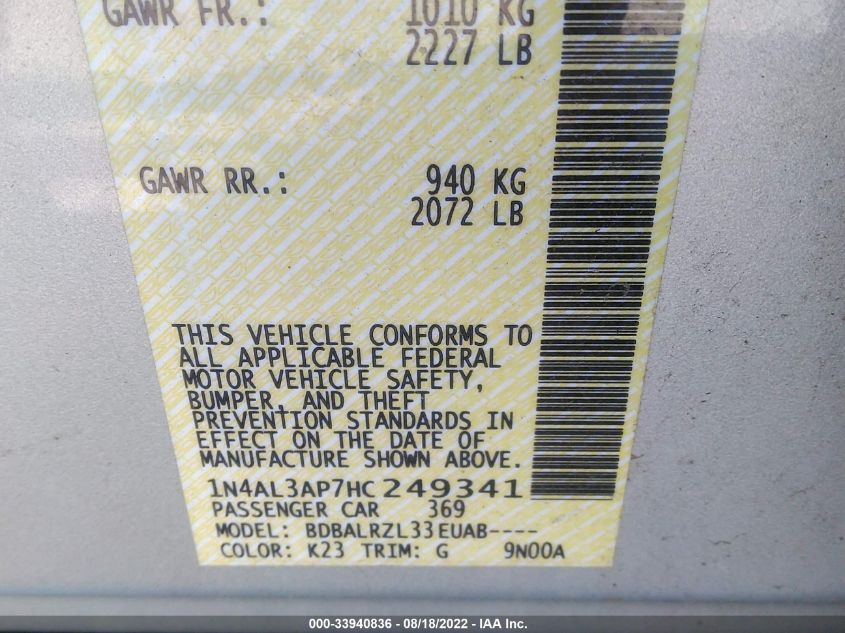 GAWR FR.: 1010 KG
2227 LB
GAWR RR.: 940 KG
2072 LB
THIS VEHICLE CONFORMS TO
ALL APPLICABLE FEDERAL
MOTOR VEHICLE SAFETY,
BUMPER, AND THEFT
PREVENTION STANDARDS IN
EFFECT ON THE DATE OF
MANUFACTURE SHOWN ABOVE.
1N4AL3AP7HC249341
PASSENGER CAR 369
MODEL: BDBALRZL33EUAB----
COLOR: K23 TRIM: G 9N00A
000-33940836 - 08/18/2022 - IAA Inc.